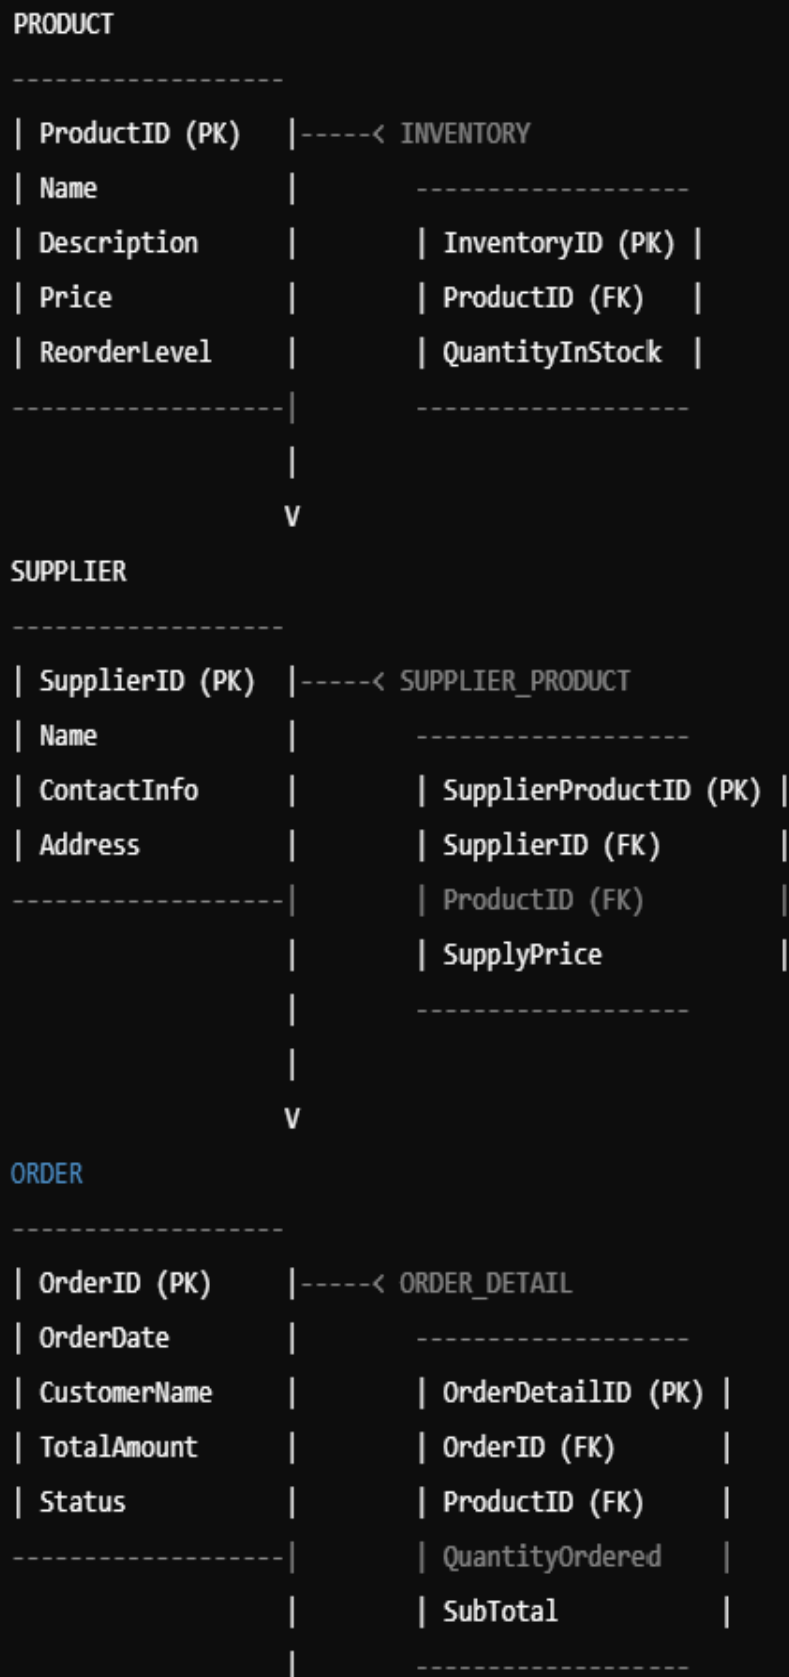 PRODUCT
-------------------
| ProductID (PK)   |-----< INVENTORY
| Name             |        -------------------
| Description      |        | InventoryID (PK) |
| Price            |        | ProductID (FK)   |
| ReorderLevel     |        | QuantityInStock  |
-------------------|        -------------------
                   |
                   V
SUPPLIER
-------------------
| SupplierID (PK)  |-----< SUPPLIER_PRODUCT
| Name             |        -------------------
| ContactInfo      |        | SupplierProductID (PK) |
| Address          |        | SupplierID (FK)        |
-------------------|        | ProductID (FK)         |
                   |        | SupplyPrice            |
                   |        -------------------
                   |
                   V
ORDER
-------------------
| OrderID (PK)     |-----< ORDER_DETAIL
| OrderDate        |        -------------------
| CustomerName     |        | OrderDetailID (PK) |
| TotalAmount      |        | OrderID (FK)       |
| Status           |        | ProductID (FK)     |
-------------------|        | QuantityOrdered    |
                   |        | SubTotal           |
                   |        -------------------